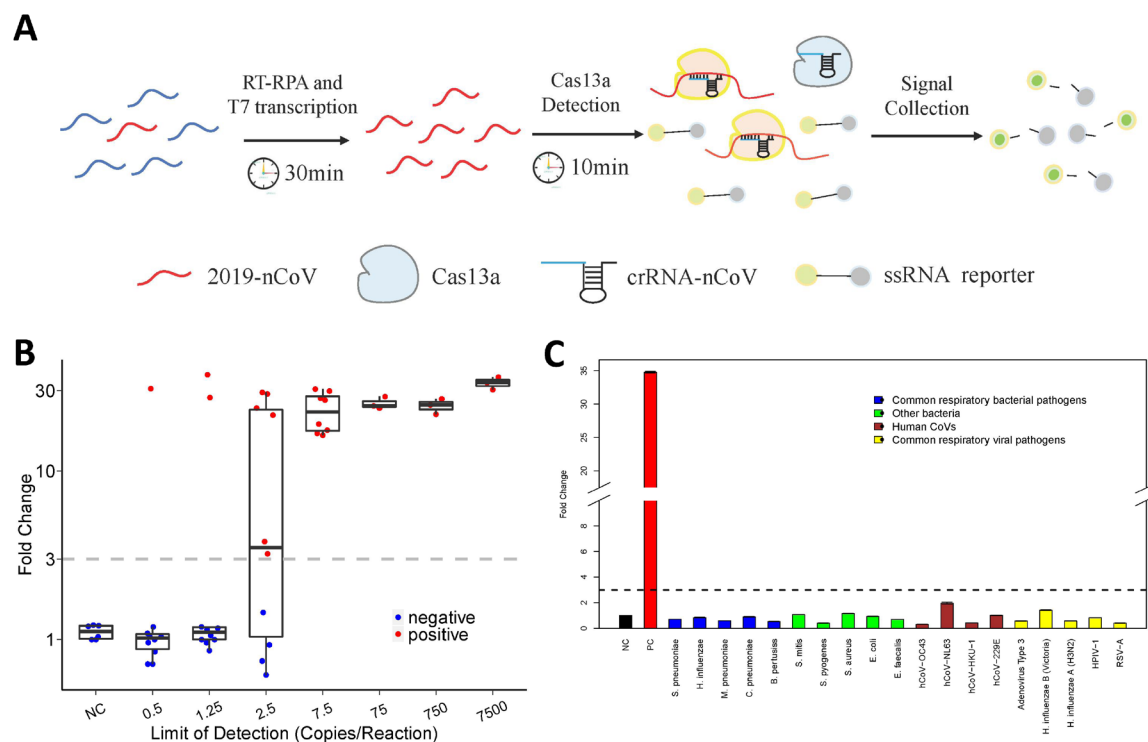 A
RT-RPA and
T7 transcription
30min
Cas13a
Detection
10min
Signal
Collection
2019-nCoV
Cas13a
crRNA-nCoV
ssRNA reporter
B
Fold Change
30
10
3
1
negative
positive
NC
0.5
1.25
2.5
7.5
75
750
7500
Limit of Detection (Copies/Reaction)
C
Fold Change
35
30
25
20
8
6
4
2
0
Common respiratory bacterial pathogens
Other bacteria
Human CoVs
Common respiratory viral pathogens
NC
PC
S. pneumoniae
H. influenzae
M. pneumoniae
C. pneumoniae
B. pertusiss
S. mitis
S. pyogenes
S. aureus
E. coli
E. faecalis
hCoV-OC43
hCoV-NL63
hCoV-HKU-1
hCoV-229E
Adenovirus Type 3
H. influenzae B (Victoria)
H. influenzae A (H3N2)
HPIV-1
RSV-A